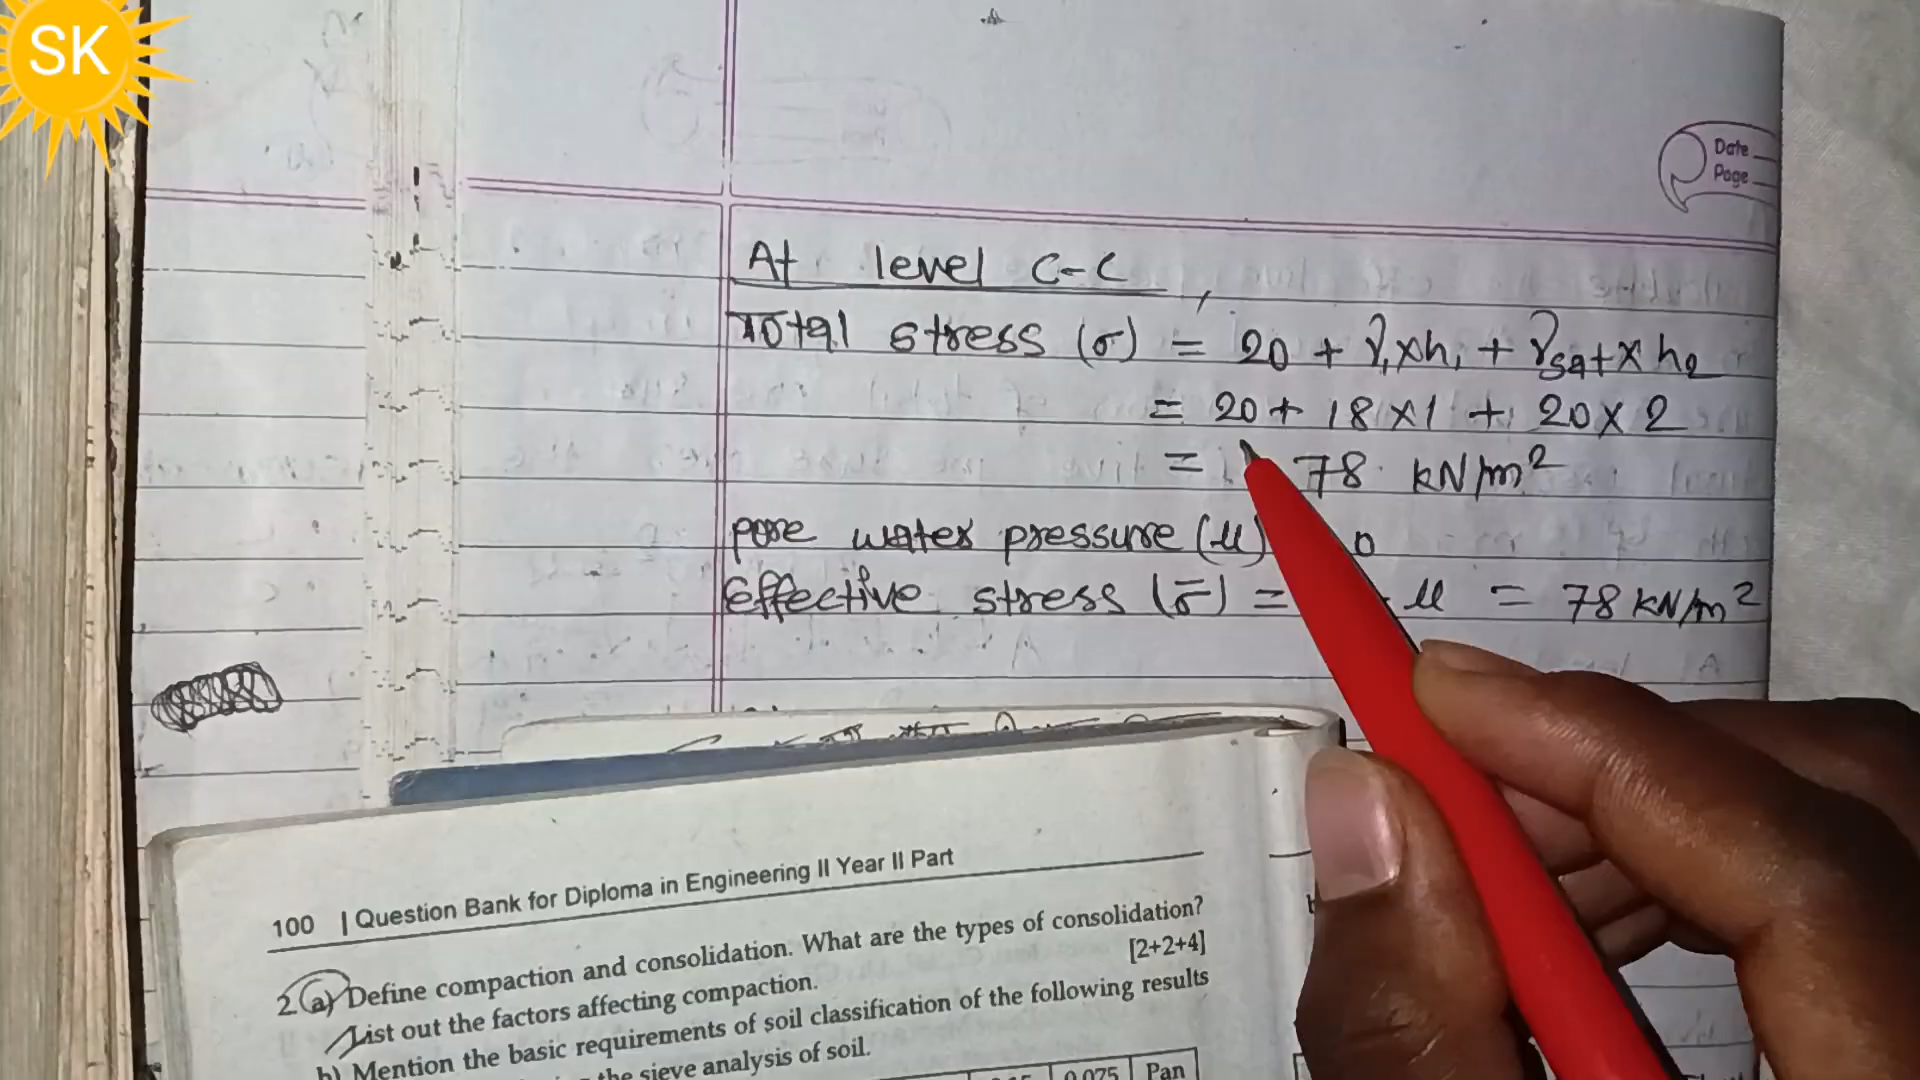 SK
Date
Page
At level C-C,
Total stress (σ) = 20 + γ₁×h₁ + γsat × h₂
= 20 + 18×1 + 20×2
= 78 kN/m²
pore water pressure (u) 0
Effective stress (σ̄) = - u = 78 kN/m²
100 | Question Bank for Diploma in Engineering II Year II Part
2. a) Define compaction and consolidation. What are the types of consolidation?
List out the factors affecting compaction. [2+2+4]
b) Mention the basic requirements of soil classification of the following results
the sieve analysis of soil.
0.075 Pan